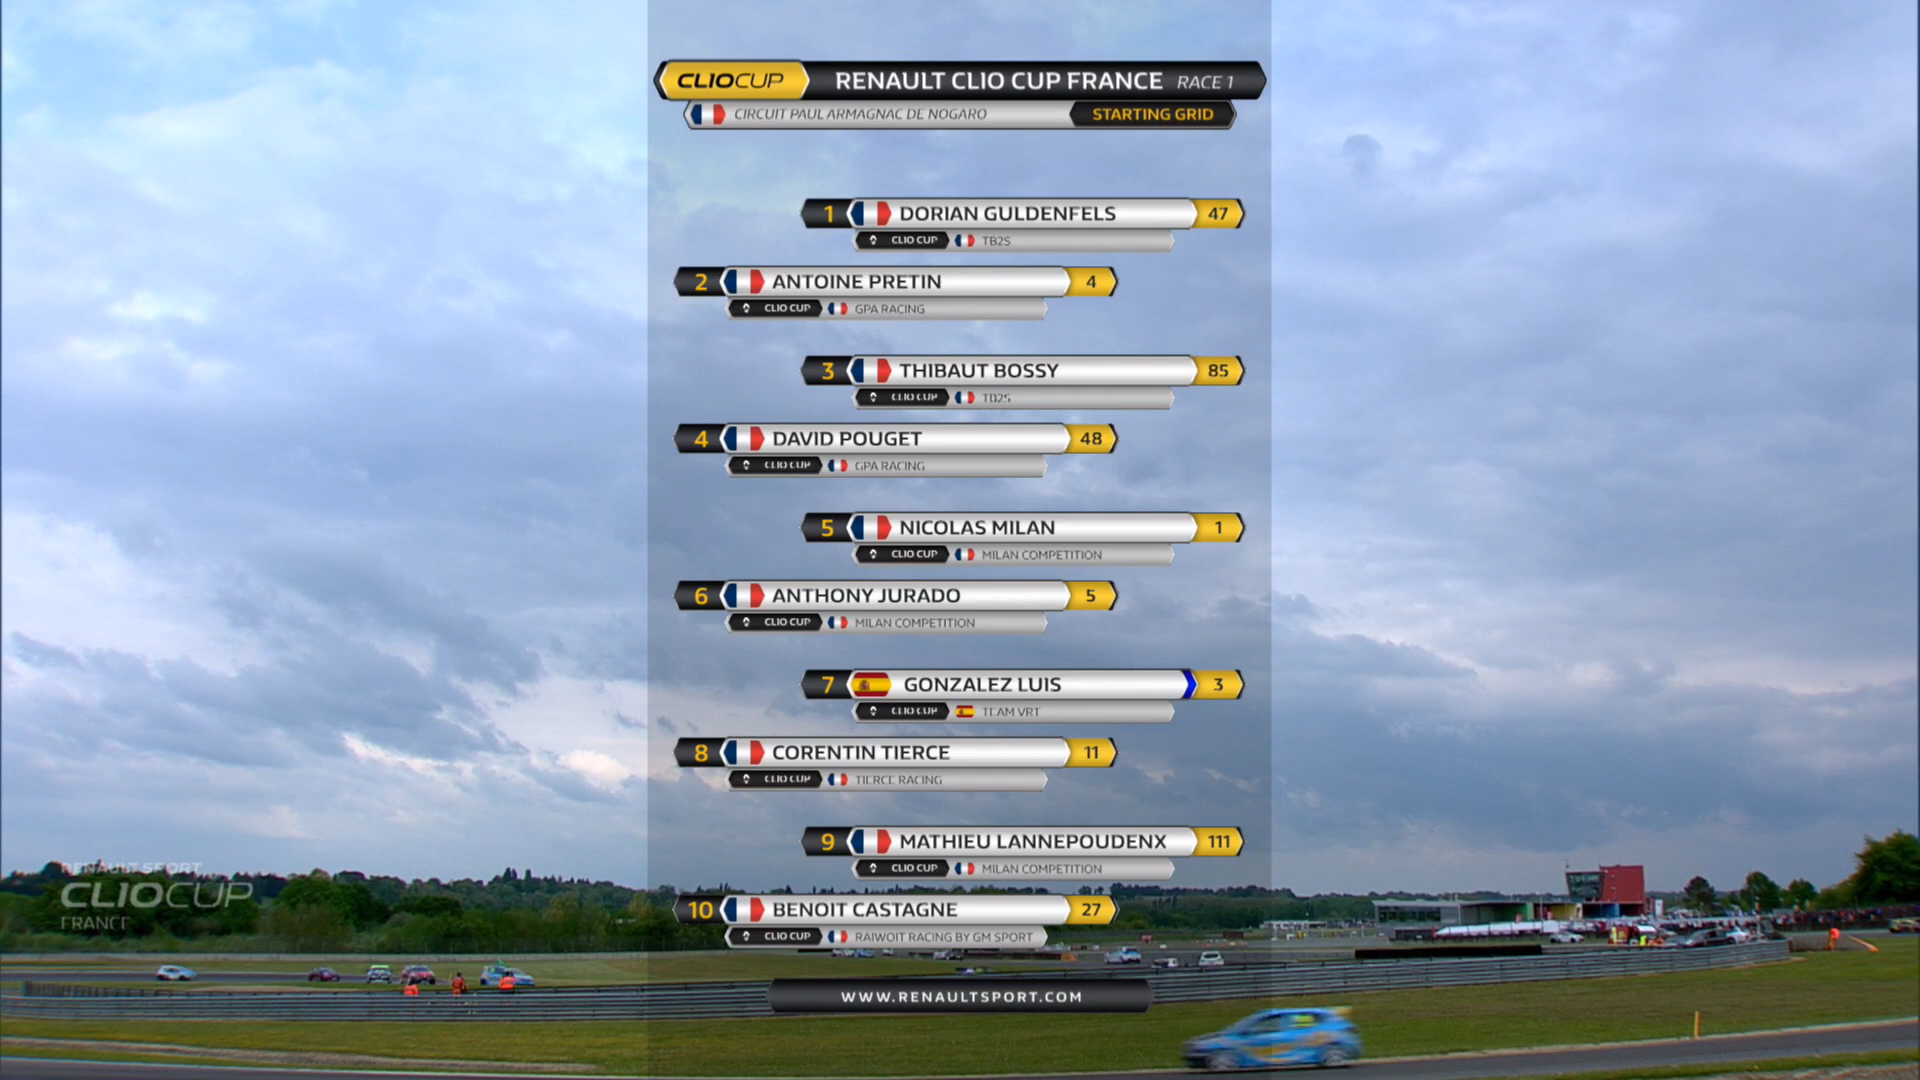 CLIOCUP RENAULT CLIO CUP FRANCE RACE 1
CIRCUIT PAUL ARMAGNAC DE NOGARO STARTING GRID
1 DORIAN GULDENFELS 47
CLIO CUP TB2S
2 ANTOINE PRETIN 4
CLIO CUP GPA RACING
3 THIBAUT BOSSY 85
CLIO CUP TB2S
4 DAVID POUGET 48
CLIO CUP GPA RACING
5 NICOLAS MILAN 1
CLIO CUP MILAN COMPETITION
6 ANTHONY JURADO 5
CLIO CUP MILAN COMPETITION
7 GONZALEZ LUIS 3
CLIO CUP TEAM VRT
8 CORENTIN TIERCE 11
CLIO CUP TIERCE RACING
9 MATHIEU LANNEPOUDENX 111
CLIO CUP MILAN COMPETITION
10 BENOIT CASTAGNE 27
CLIO CUP RAIWOIT RACING BY GM SPORT
WWW.RENAULTSPORT.COM
RENAULT SPORT
CLIOCUP
FRANCE